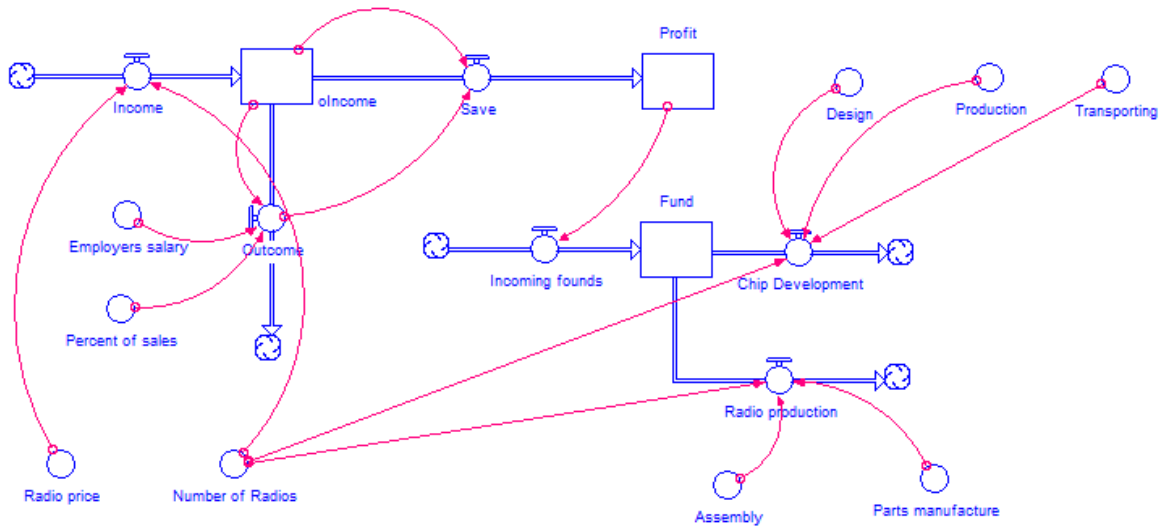 Profit
Income
oIncome
Save
Design
Production
Transporting
Employers salary
Outcome
Fund
Incoming founds
Chip Development
Percent of sales
Radio production
Radio price
Number of Radios
Assembly
Parts manufacture